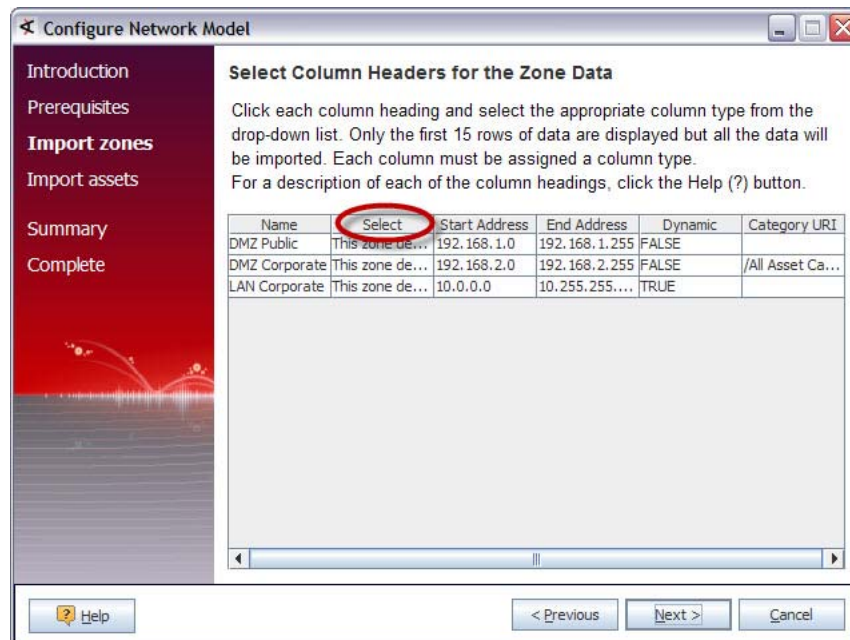 Configure Network Model
Introduction
Prerequisites
Import zones
Import assets
Summary
Complete
Select Column Headers for the Zone Data
Click each column heading and select the appropriate column type from the
drop-down list. Only the first 15 rows of data are displayed but all the data will
be imported. Each column must be assigned a column type.
For a description of each of the column headings, click the Help (?) button.
Name Select Start Address End Address Dynamic Category URI
DMZ Public This zone de... 192.168.1.0 192.168.1.255 FALSE
DMZ Corporate This zone de... 192.168.2.0 192.168.2.255 FALSE /All Asset Ca...
LAN Corporate This zone de... 10.0.0.0 10.255.255.... TRUE
? Help < Previous Next > Cancel